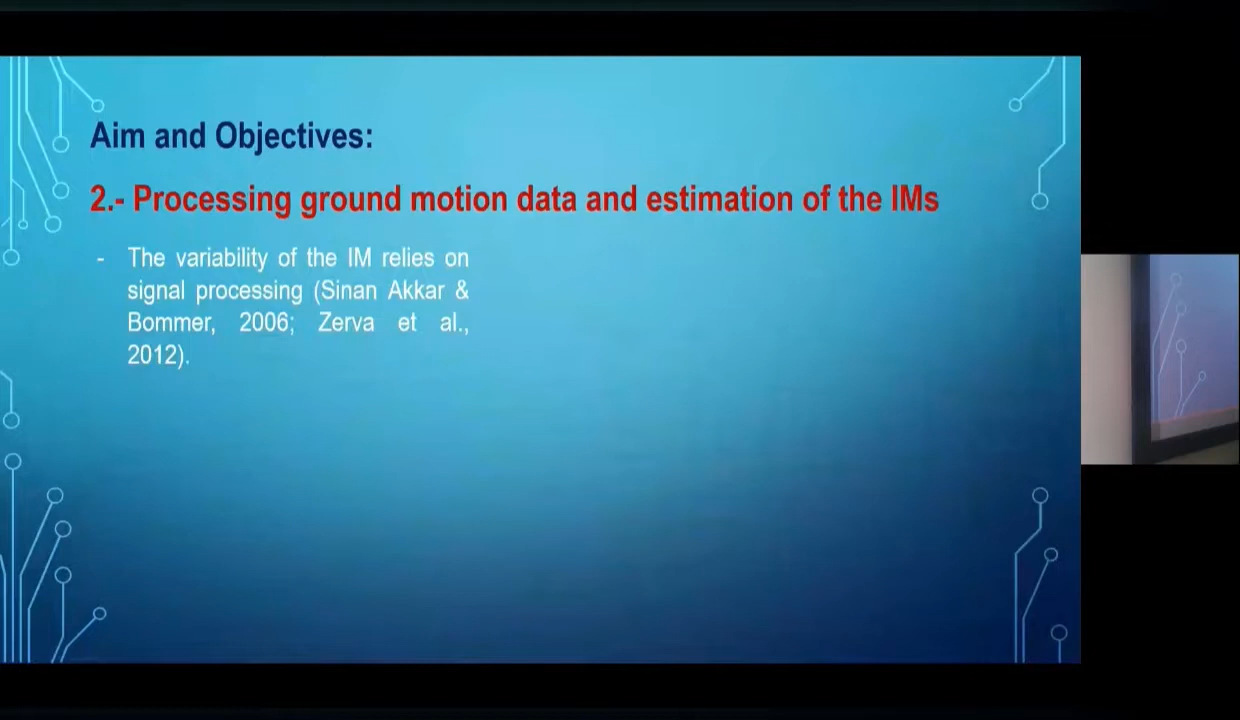 Aim and Objectives:
2.- Processing ground motion data and estimation of the IMs
- The variability of the IM relies on
signal processing (Sinan Akkar &
Bommer, 2006; Zerva et al.,
2012).